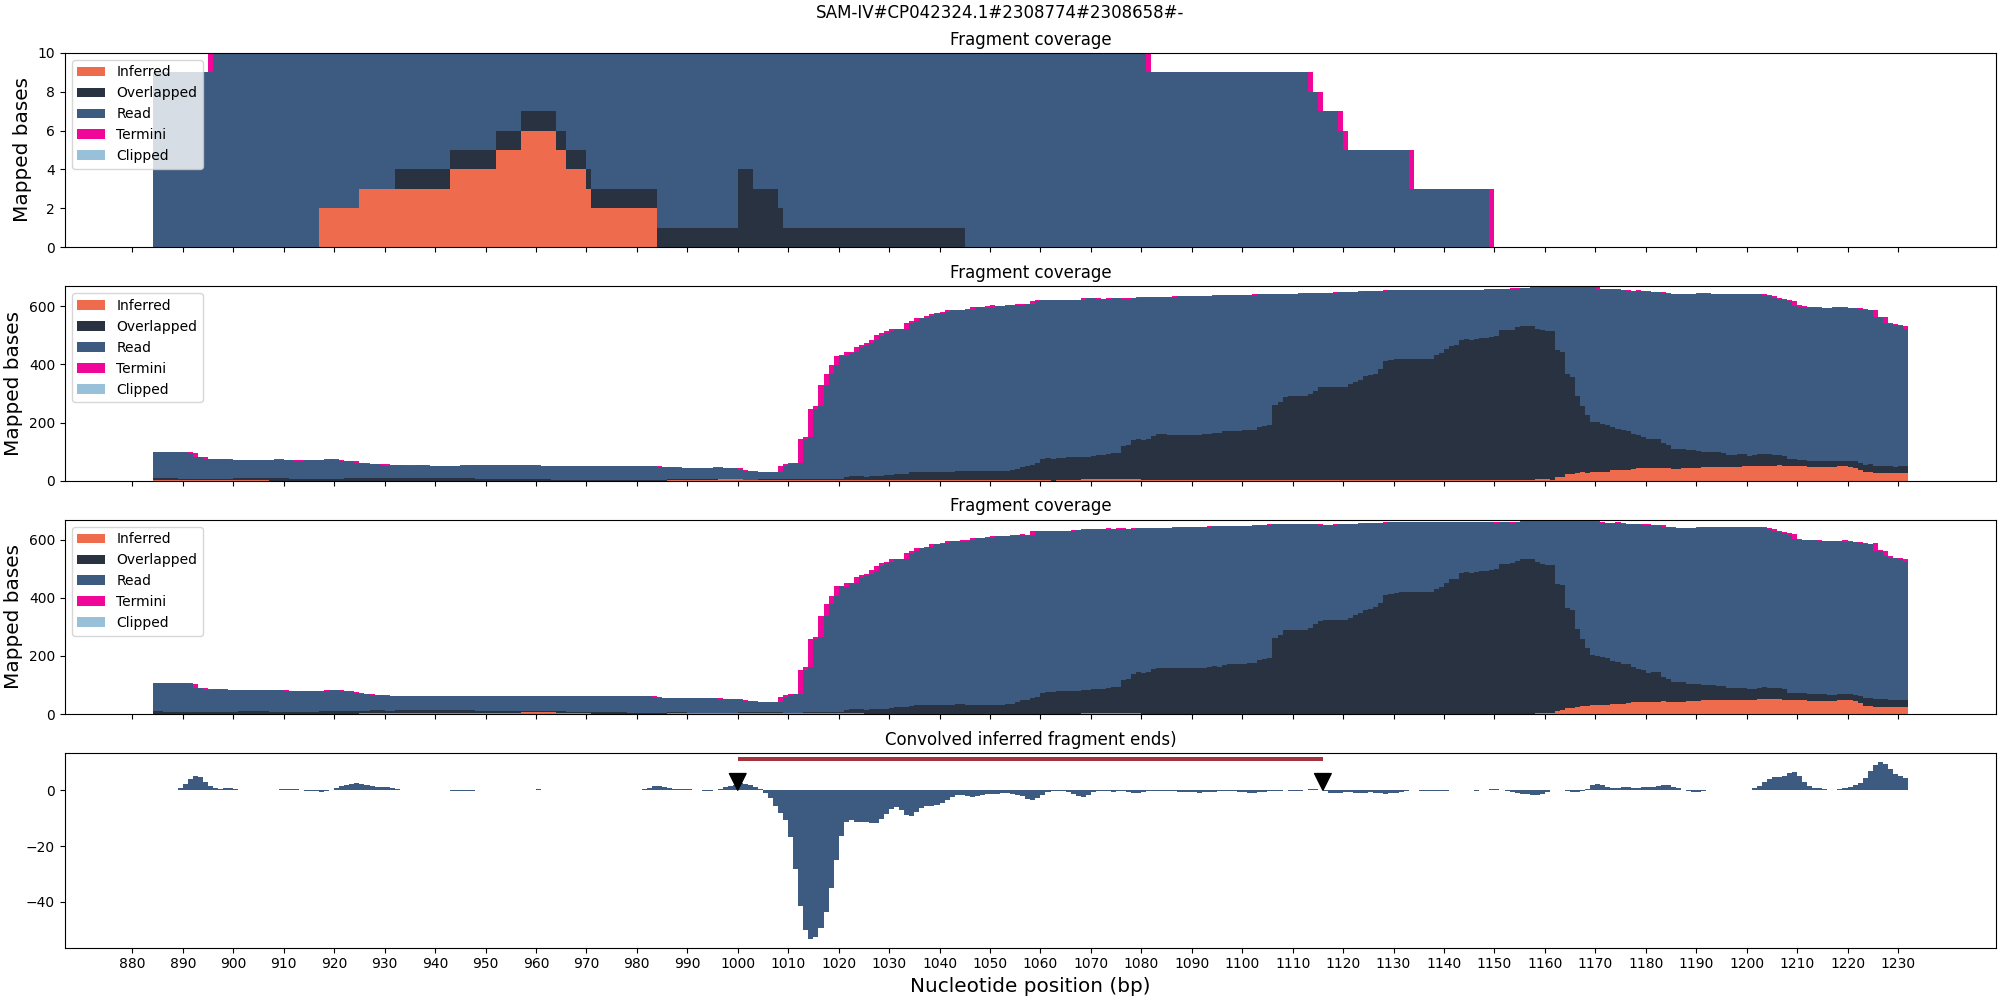 SAM-IV#CP042324.1#2308774#2308658#-
Fragment coverage
Mapped bases
10
8
6
4
2
0
Inferred
Overlapped
Read
Termini
Clipped
Fragment coverage
Mapped bases
600
400
200
0
Inferred
Overlapped
Read
Termini
Clipped
Fragment coverage
Mapped bases
600
400
200
0
Inferred
Overlapped
Read
Termini
Clipped
Convolved inferred fragment ends)
0
−20
−40
880 890 900 910 920 930 940 950 960 970 980 990 1000 1010 1020 1030 1040 1050 1060 1070 1080 1090 1100 1110 1120 1130 1140 1150 1160 1170 1180 1190 1200 1210 1220 1230
Nucleotide position (bp)